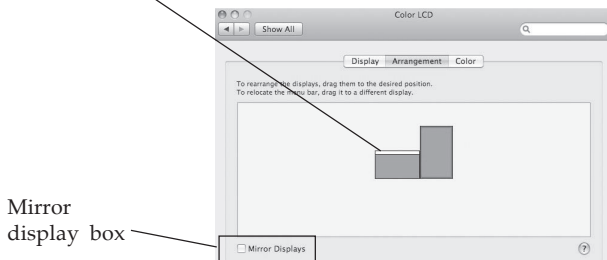 Color LCD
Show All
Display Arrangement Color
To rearrange the displays, drag them to the desired position.
To relocate the menu bar, drag it to a different display.
Mirror
display box
Mirror Displays
?